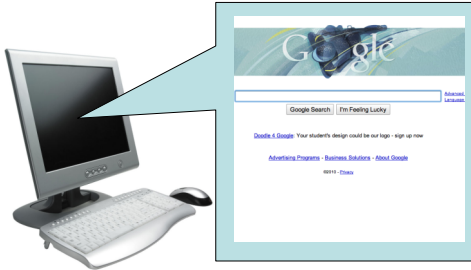 Google
Advanced
Language
Google Search I'm Feeling Lucky
Doodle 4 Google: Your student's design could be our logo - sign up now
Advertising Programs - Business Solutions - About Google
©2010 - Privacy